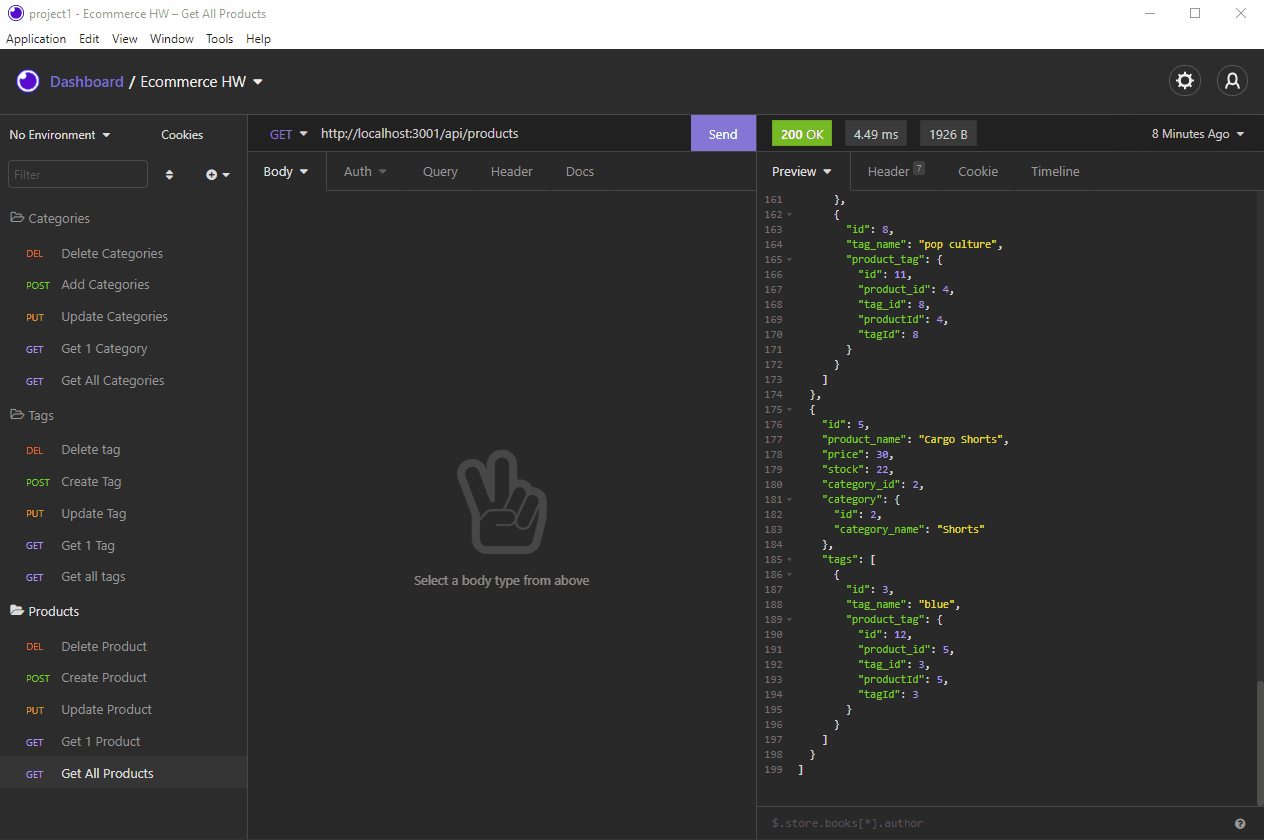 project1 - Ecommerce HW – Get All Products
Application Edit View Window Tools Help
Dashboard / Ecommerce HW
No Environment Cookies
Filter
Categories
DEL Delete Categories
POST Add Categories
PUT Update Categories
GET Get 1 Category
GET Get All Categories
Tags
DEL Delete tag
POST Create Tag
PUT Update Tag
GET Get 1 Tag
GET Get all tags
Products
DEL Delete Product
POST Create Product
PUT Update Product
GET Get 1 Product
GET Get All Products
GET http://localhost:3001/api/products Send
Body Auth Query Header Docs
Select a body type from above
200 OK 4.49 ms 1926 B 8 Minutes Ago
Preview Header 7 Cookie Timeline
161 },
162 {
163 "id": 8,
164 "tag_name": "pop culture",
165 "product_tag": {
166 "id": 11,
167 "product_id": 4,
168 "tag_id": 8,
169 "productId": 4,
170 "tagId": 8
171 }
172 }
173 ]
174 },
175 {
176 "id": 5,
177 "product_name": "Cargo Shorts",
178 "price": 30,
179 "stock": 22,
180 "category_id": 2,
181 "category": {
182 "id": 2,
183 "category_name": "Shorts"
184 },
185 "tags": [
186 {
187 "id": 3,
188 "tag_name": "blue",
189 "product_tag": {
190 "id": 12,
191 "product_id": 5,
192 "tag_id": 3,
193 "productId": 5,
194 "tagId": 3
195 }
196 }
197 ]
198 }
199 ]
$.store.books[*].author